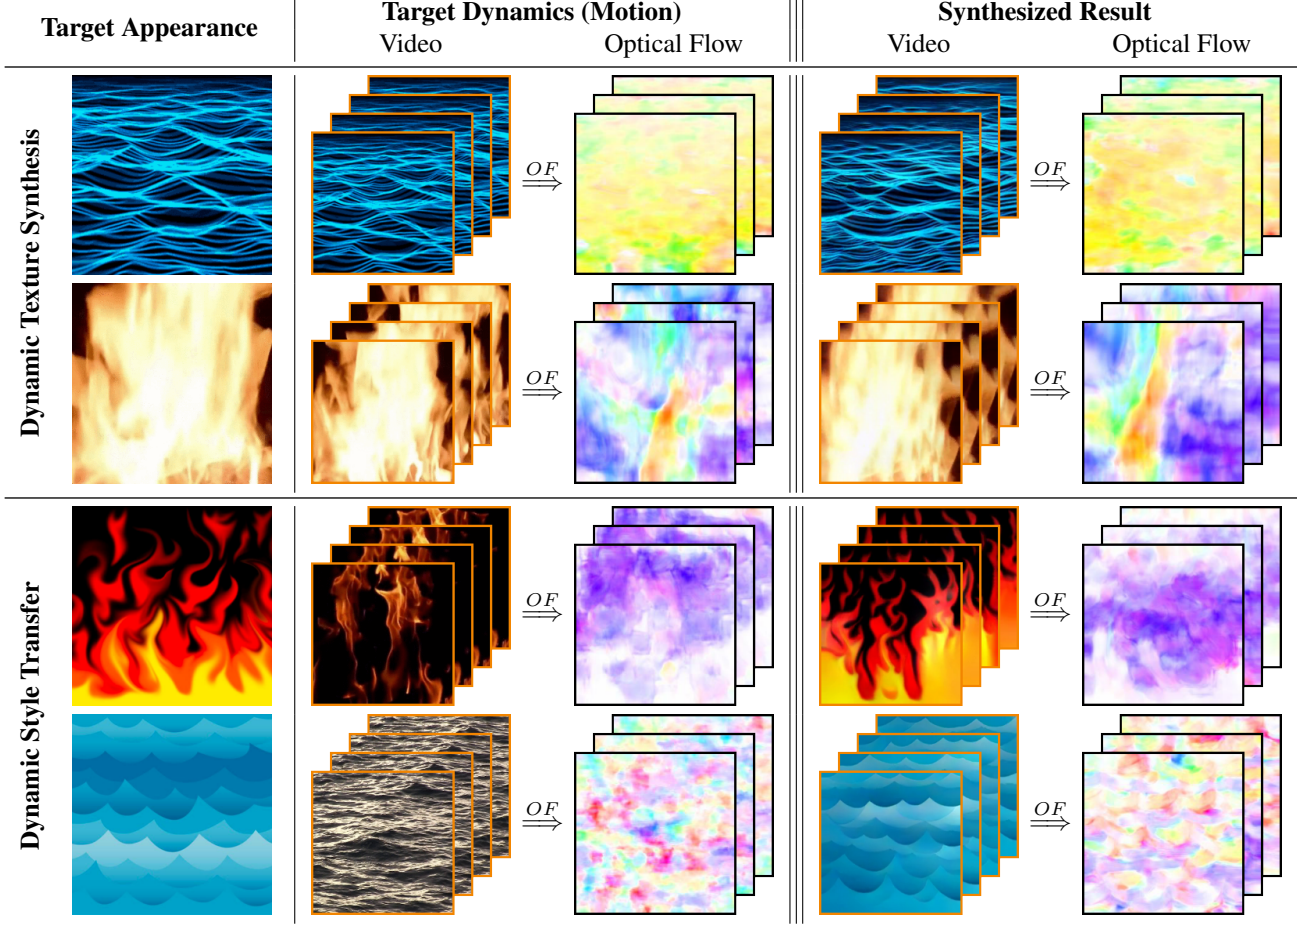 Target Appearance
Target Dynamics (Motion)
Synthesized Result
Video
Optical Flow
Video
Optical Flow
Dynamic Texture Synthesis
OF
OF
OF
OF
Dynamic Style Transfer
OF
OF
OF
OF